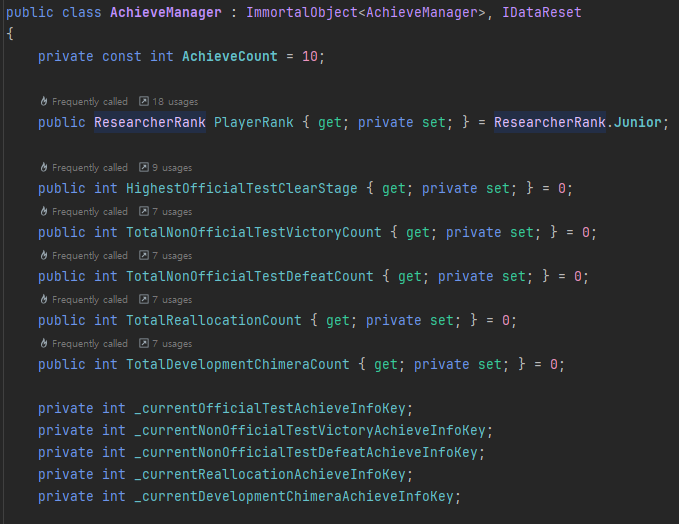 public class AchieveManager : ImmortalObject<AchieveManager>, IDataReset
{
private const int AchieveCount = 10;
Frequently called 18 usages
public ResearcherRank PlayerRank { get; private set; } = ResearcherRank.Junior;
Frequently called 9 usages
public int HighestOfficialTestClearStage { get; private set; } = 0;
Frequently called 7 usages
public int TotalNonOfficialTestVictoryCount { get; private set; } = 0;
Frequently called 7 usages
public int TotalNonOfficialTestDefeatCount { get; private set; } = 0;
Frequently called 7 usages
public int TotalReallocationCount { get; private set; } = 0;
Frequently called 7 usages
public int TotalDevelopmentChimeraCount { get; private set; } = 0;
private int _currentOfficialTestAchieveInfoKey;
private int _currentNonOfficialTestVictoryAchieveInfoKey;
private int _currentNonOfficialTestDefeatAchieveInfoKey;
private int _currentReallocationAchieveInfoKey;
private int _currentDevelopmentChimeraAchieveInfoKey;